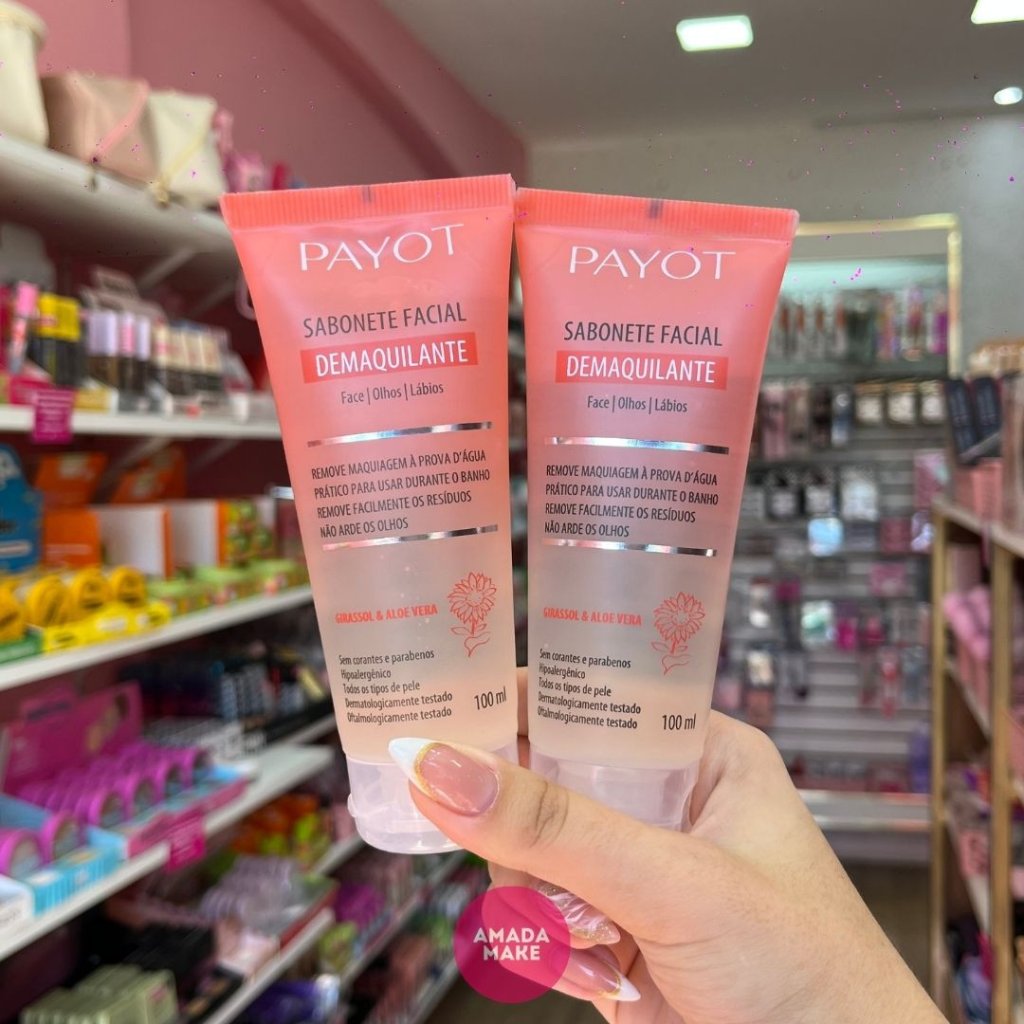 PAYOT
SABONETE FACIAL
DEMAQUILANTE
Face | Olhos | Lábios
REMOVE MAQUIAGEM À PROVA D'ÁGUA
PRÁTICO PARA USAR DURANTE O BANHO
REMOVE FACILMENTE OS RESÍDUOS
NÃO ARDE OS OLHOS
GIRASSOL & ALOE VERA
Sem corantes e parabenos
Hipoalergênico
Todos os tipos de pele
Dermatologicamente testado
Oftalmologicamente testado
100 ml
PAYOT
SABONETE FACIAL
DEMAQUILANTE
Face | Olhos | Lábios
REMOVE MAQUIAGEM À PROVA D'ÁGUA
PRÁTICO PARA USAR DURANTE O BANHO
REMOVE FACILMENTE OS RESÍDUOS
NÃO ARDE OS OLHOS
GIRASSOL & ALOE VERA
Sem corantes e parabenos
Hipoalergênico
Todos os tipos de pele
Dermatologicamente testado
Oftalmologicamente testado
100 ml
AMADA
MAKE